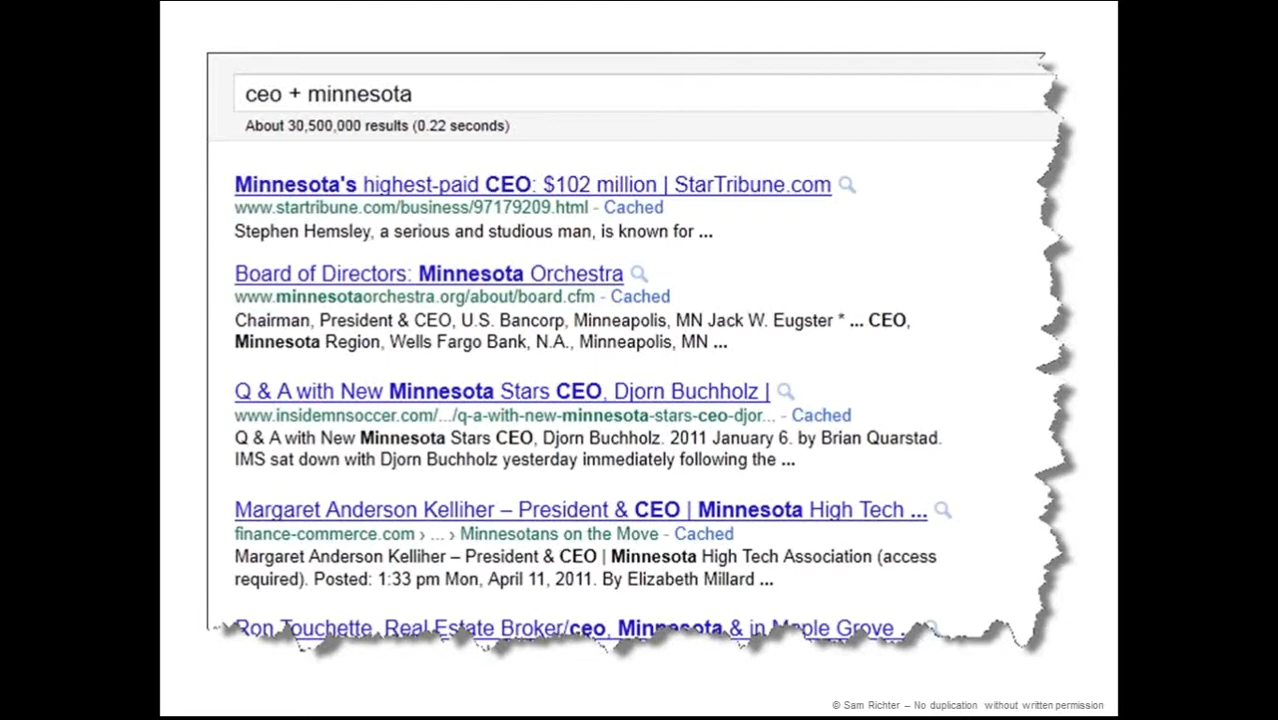 ceo + minnesota
About 30,500,000 results (0.22 seconds)
Minnesota's highest-paid CEO: $102 million | StarTribune.com
www.startribune.com/business/97179209.html - Cached
Stephen Hemsley, a serious and studious man, is known for ...
Board of Directors: Minnesota Orchestra
www.minnesotaorchestra.org/about/board.cfm - Cached
Chairman, President & CEO, U.S. Bancorp, Minneapolis, MN Jack W. Eugster * ... CEO,
Minnesota Region, Wells Fargo Bank, N.A., Minneapolis, MN ...
Q & A with New Minnesota Stars CEO, Djorn Buchholz |
www.insidemnsoccer.com/.../q-a-with-new-minnesota-stars-ceo-djor... - Cached
Q & A with New Minnesota Stars CEO, Djorn Buchholz. 2011 January 6. by Brian Quarstad.
IMS sat down with Djorn Buchholz yesterday immediately following the ...
Margaret Anderson Kelliher – President & CEO | Minnesota High Tech ...
finance-commerce.com › ... › Minnesotans on the Move - Cached
Margaret Anderson Kelliher – President & CEO | Minnesota High Tech Association (access
required). Posted: 1:33 pm Mon, April 11, 2011. By Elizabeth Millard ...
Ron Touchette, Real Estate Broker/ceo, Minnesota & in Maple Grove ..
© Sam Richter – No duplication without written permission